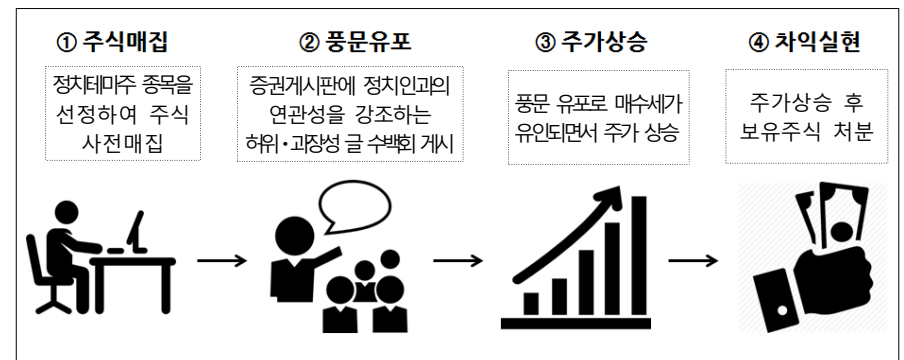 ① 주식매집
정치테마주 종목을
선정하여 주식
사전매집
② 풍문유포
증권게시판에 정치인과의
연관성을 강조하는
허위·과장성 글 수백회 게시
③ 주가상승
풍문 유포로 매수세가
유인되면서 주가 상승
④ 차익실현
주가상승 후
보유주식 처분